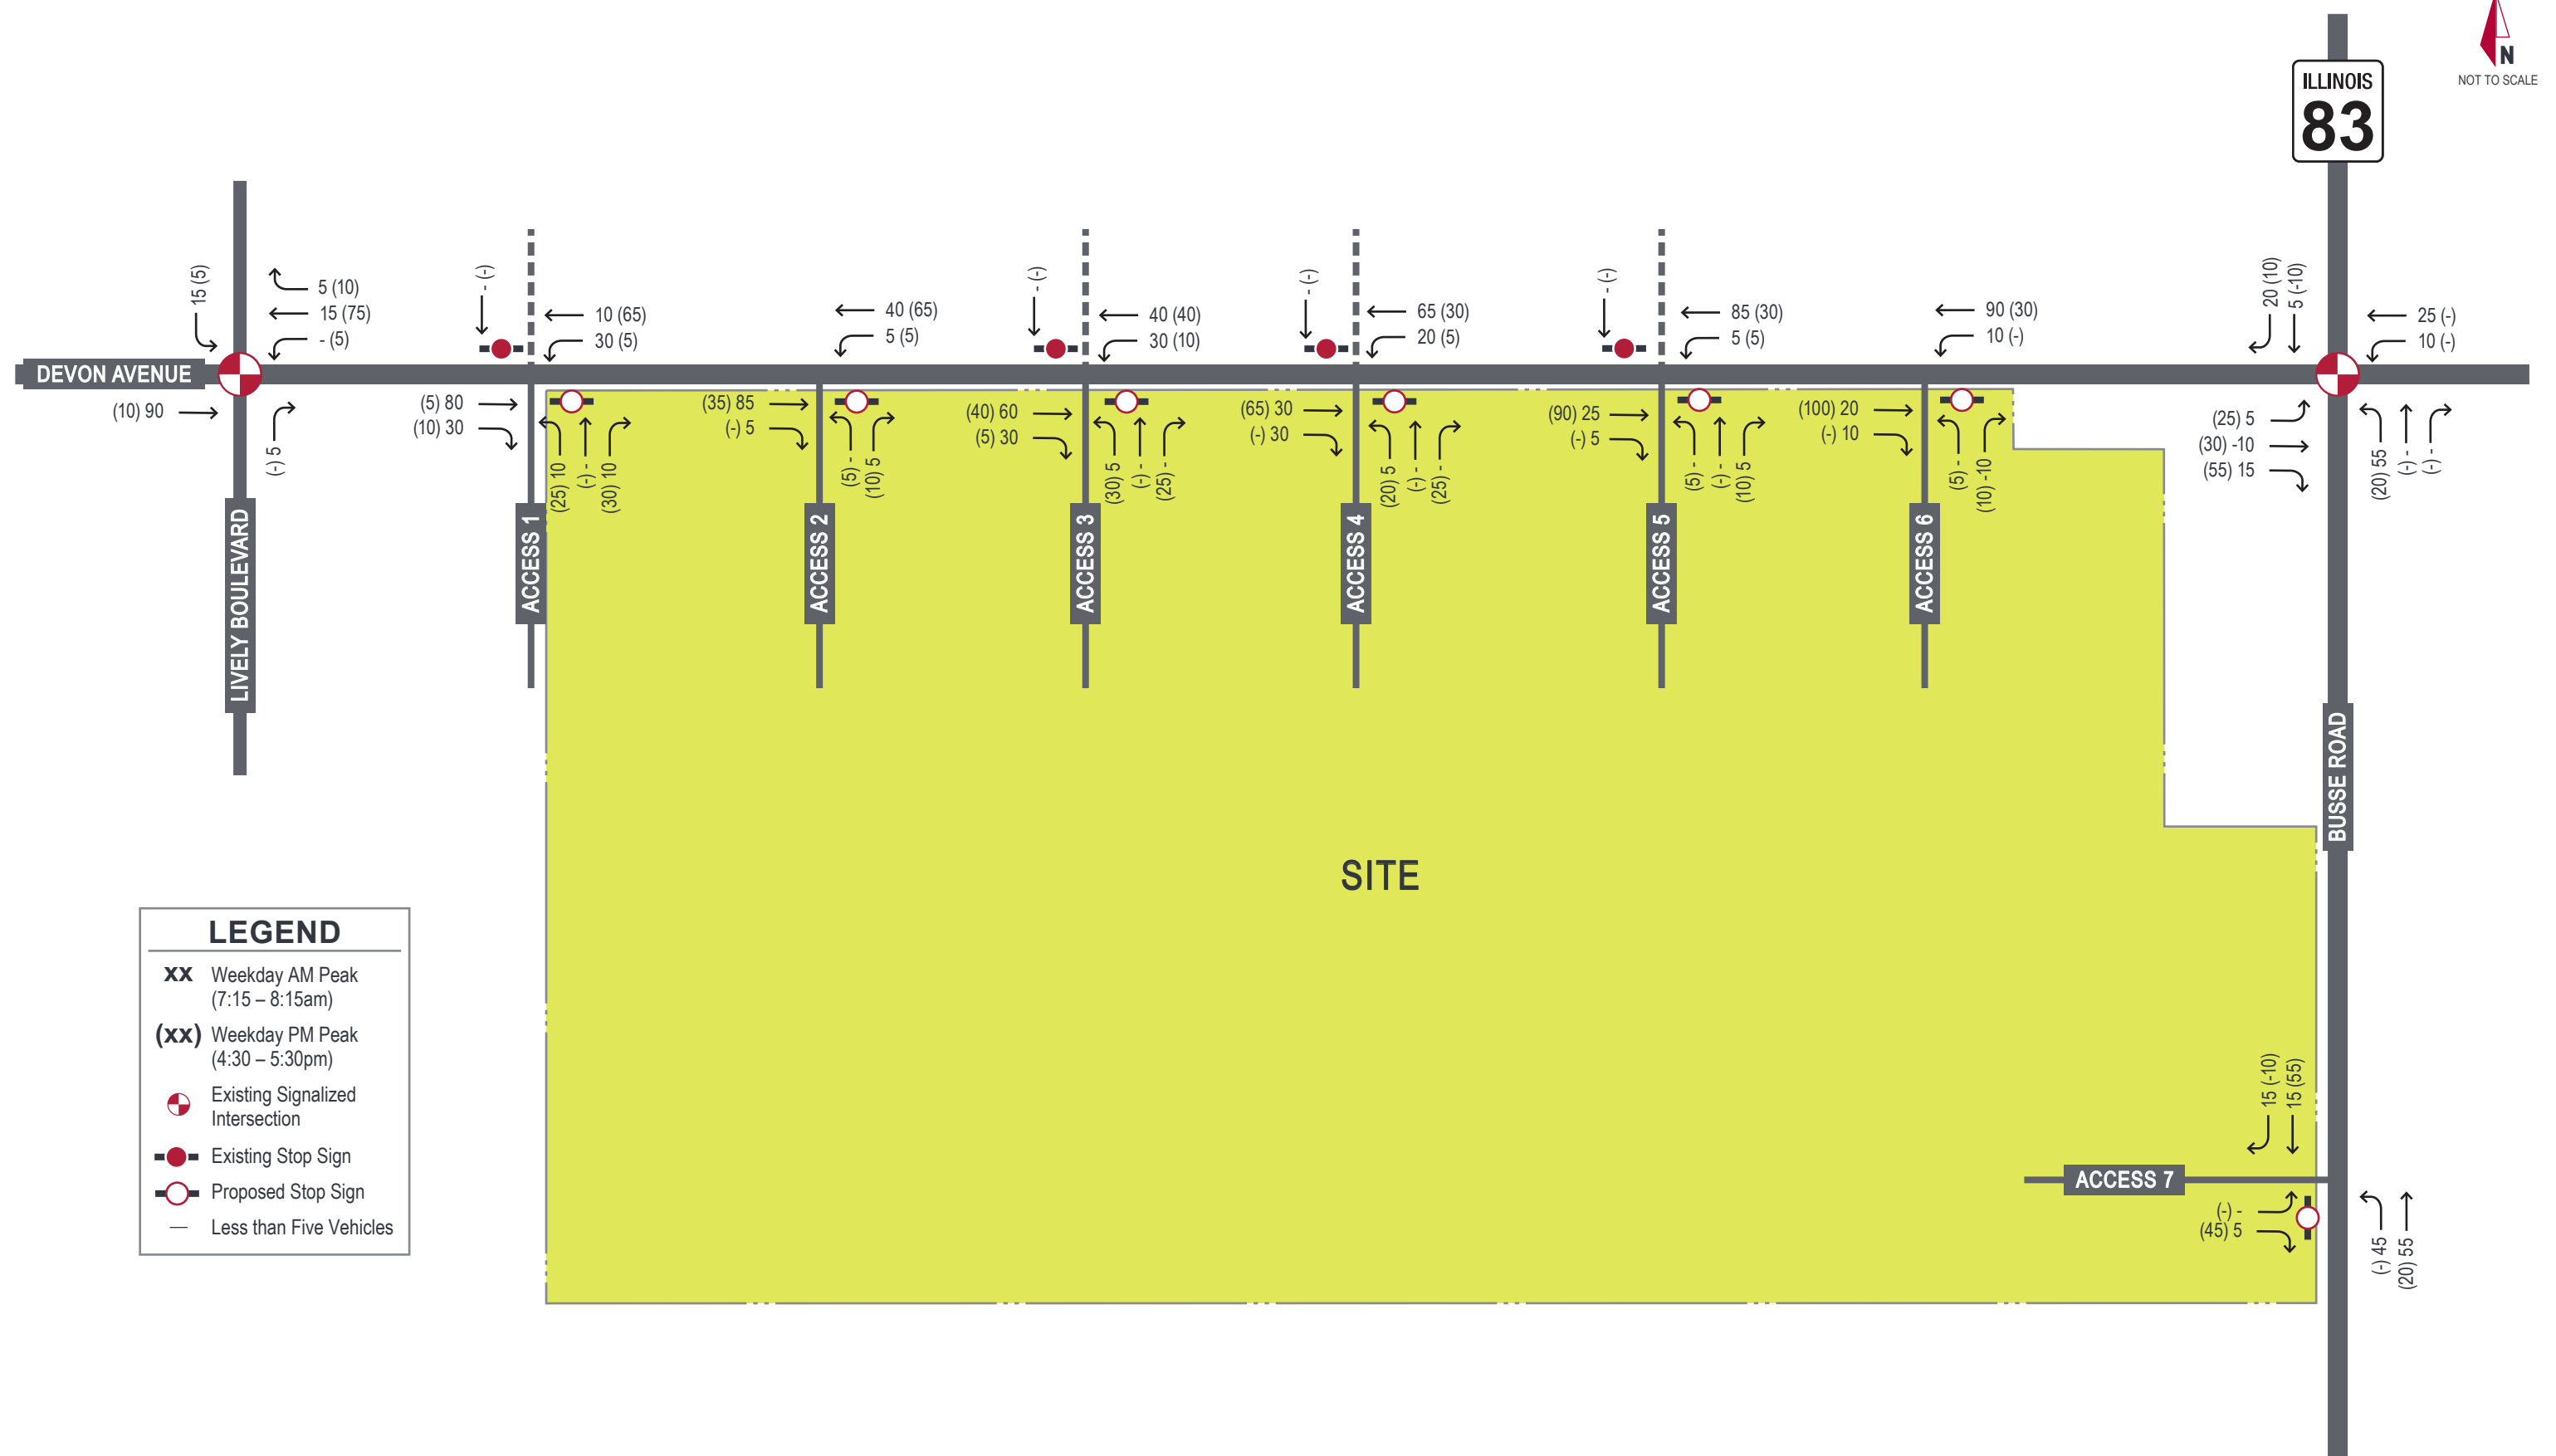 N
NOT TO SCALE
ILLINOIS
83
15 (5)
5 (10)
15 (75)
- (5)
- (-)
10 (65)
30 (5)
40 (65)
5 (5)
- (-)
40 (40)
30 (10)
- (-)
65 (30)
20 (5)
- (-)
85 (30)
5 (5)
90 (30)
10 (-)
20 (10)
5 (-10)
25 (-)
10 (-)
DEVON AVENUE
(10) 90
(-) 5
(5) 80
(10) 30
(25) 10
(-) -
(30) 10
(35) 85
(-) 5
(5) -
(10) 5
(40) 60
(5) 30
(30) 5
(-) -
(25) -
(65) 30
(-) 30
(20) 5
(-) -
(25) -
(90) 25
(-) 5
(5) -
(-) -
(10) 5
(100) 20
(-) 10
(5) -
(10) -10
(25) 5
(30) -10
(55) 15
(20) 55
(-) -
(-) -
LIVELY BOULEVARD
ACCESS 1
ACCESS 2
ACCESS 3
ACCESS 4
ACCESS 5
ACCESS 6
BUSSE ROAD
SITE
LEGEND
xx Weekday AM Peak
(7:15 – 8:15am)
(xx) Weekday PM Peak
(4:30 – 5:30pm)
Existing Signalized
Intersection
Existing Stop Sign
Proposed Stop Sign
— Less than Five Vehicles
15 (-10)
15 (55)
ACCESS 7
(-) -
(45) 5
(-) 45
(20) 55